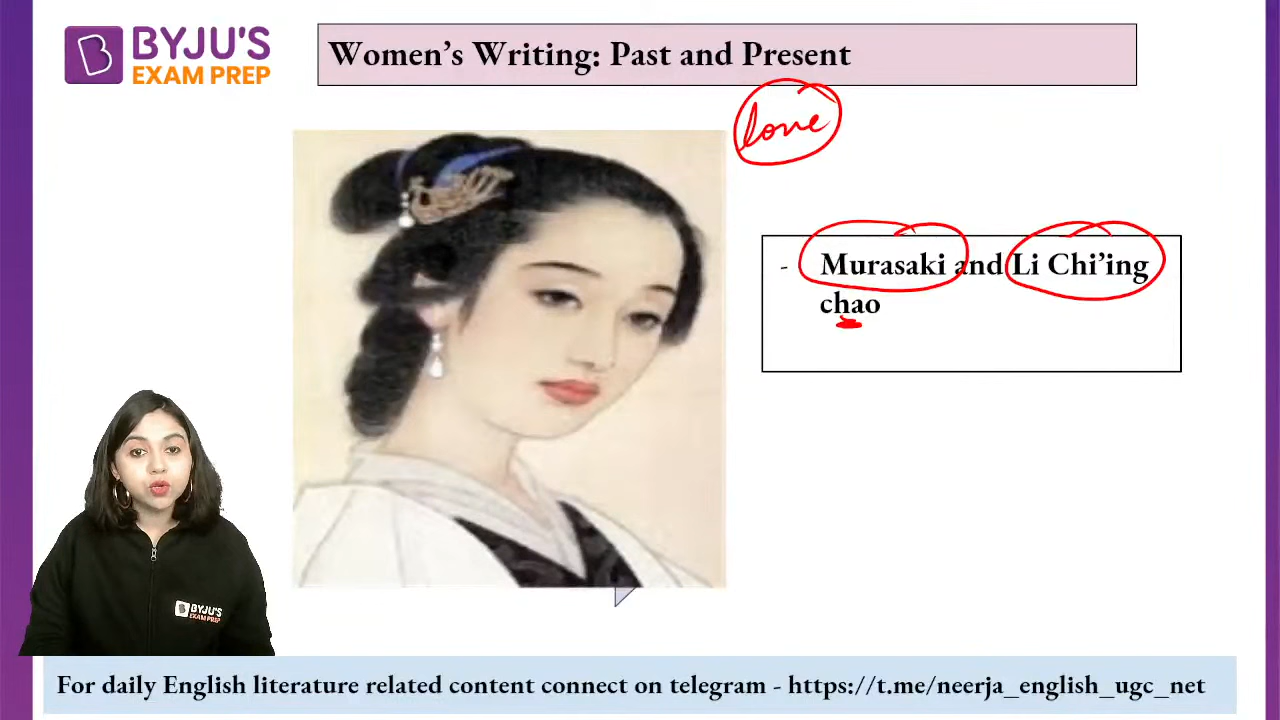 BYJU'S
EXAM PREP
Women's Writing: Past and Present
love
- Murasaki and Li Chi'ing
chao
BYJU'S
EXAM PREP
For daily English literature related content connect on telegram - https://t.me/neerja_english_ugc_net